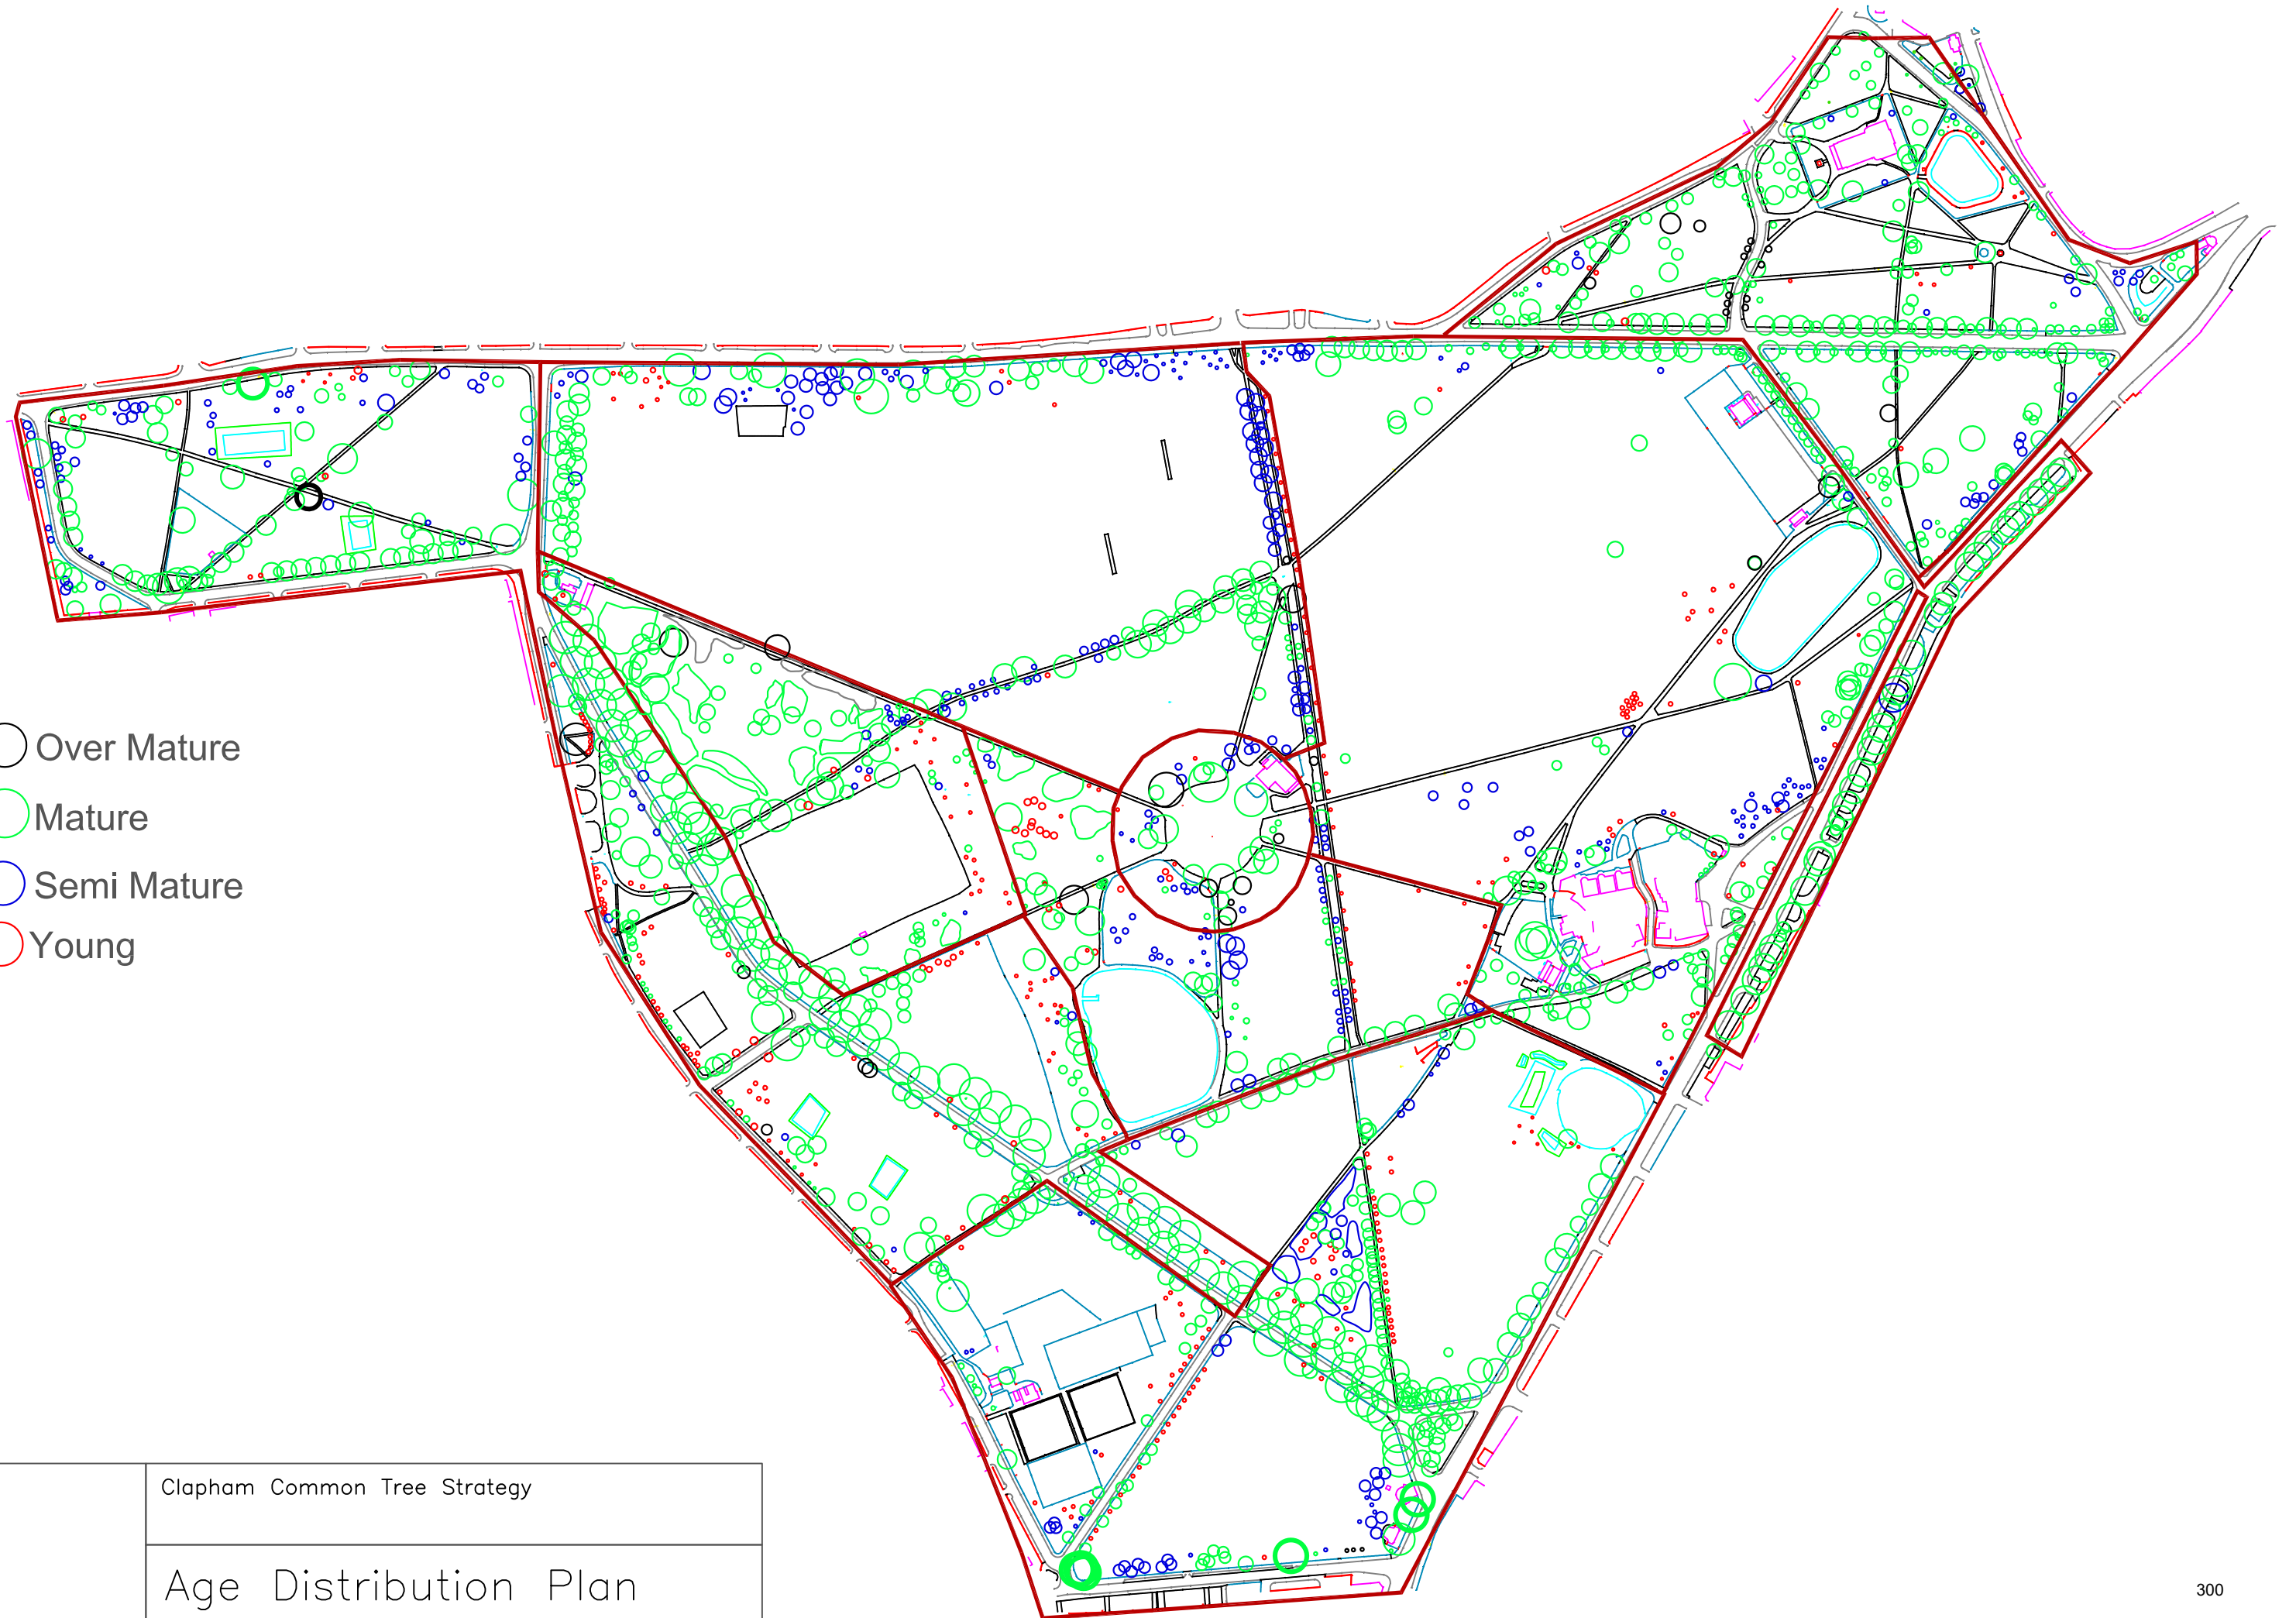 Over Mature
Mature
Semi Mature
Young
Clapham Common Tree Strategy
Age Distribution Plan
300